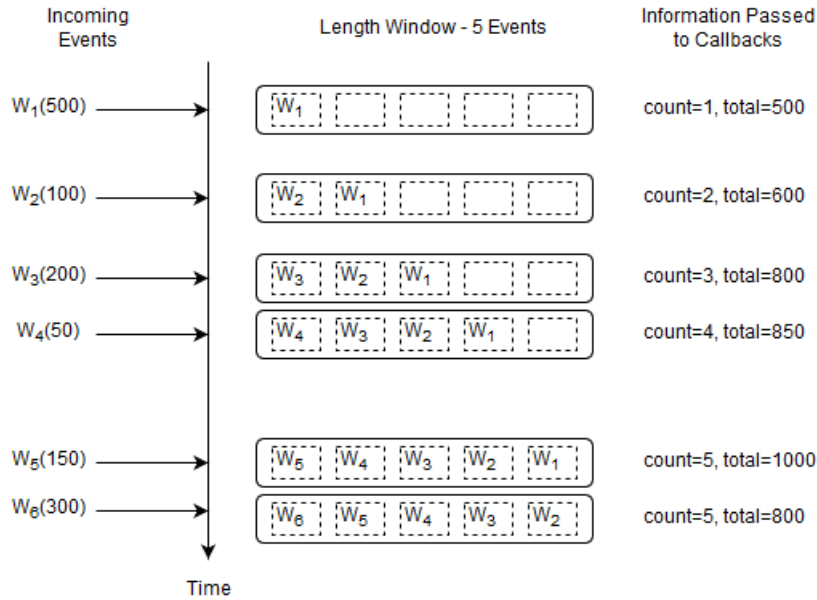 Incoming Events
Length Window - 5 Events
Information Passed to Callbacks
W₁(500)
W₁
count=1, total=500
W₂(100)
W₂ W₁
count=2, total=600
W₃(200)
W₃ W₂ W₁
count=3, total=800
W₄(50)
W₄ W₃ W₂ W₁
count=4, total=850
W₅(150)
W₅ W₄ W₃ W₂ W₁
count=5, total=1000
W₆(300)
W₆ W₅ W₄ W₃ W₂
count=5, total=800
Time